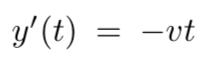 y′(t) = −vt